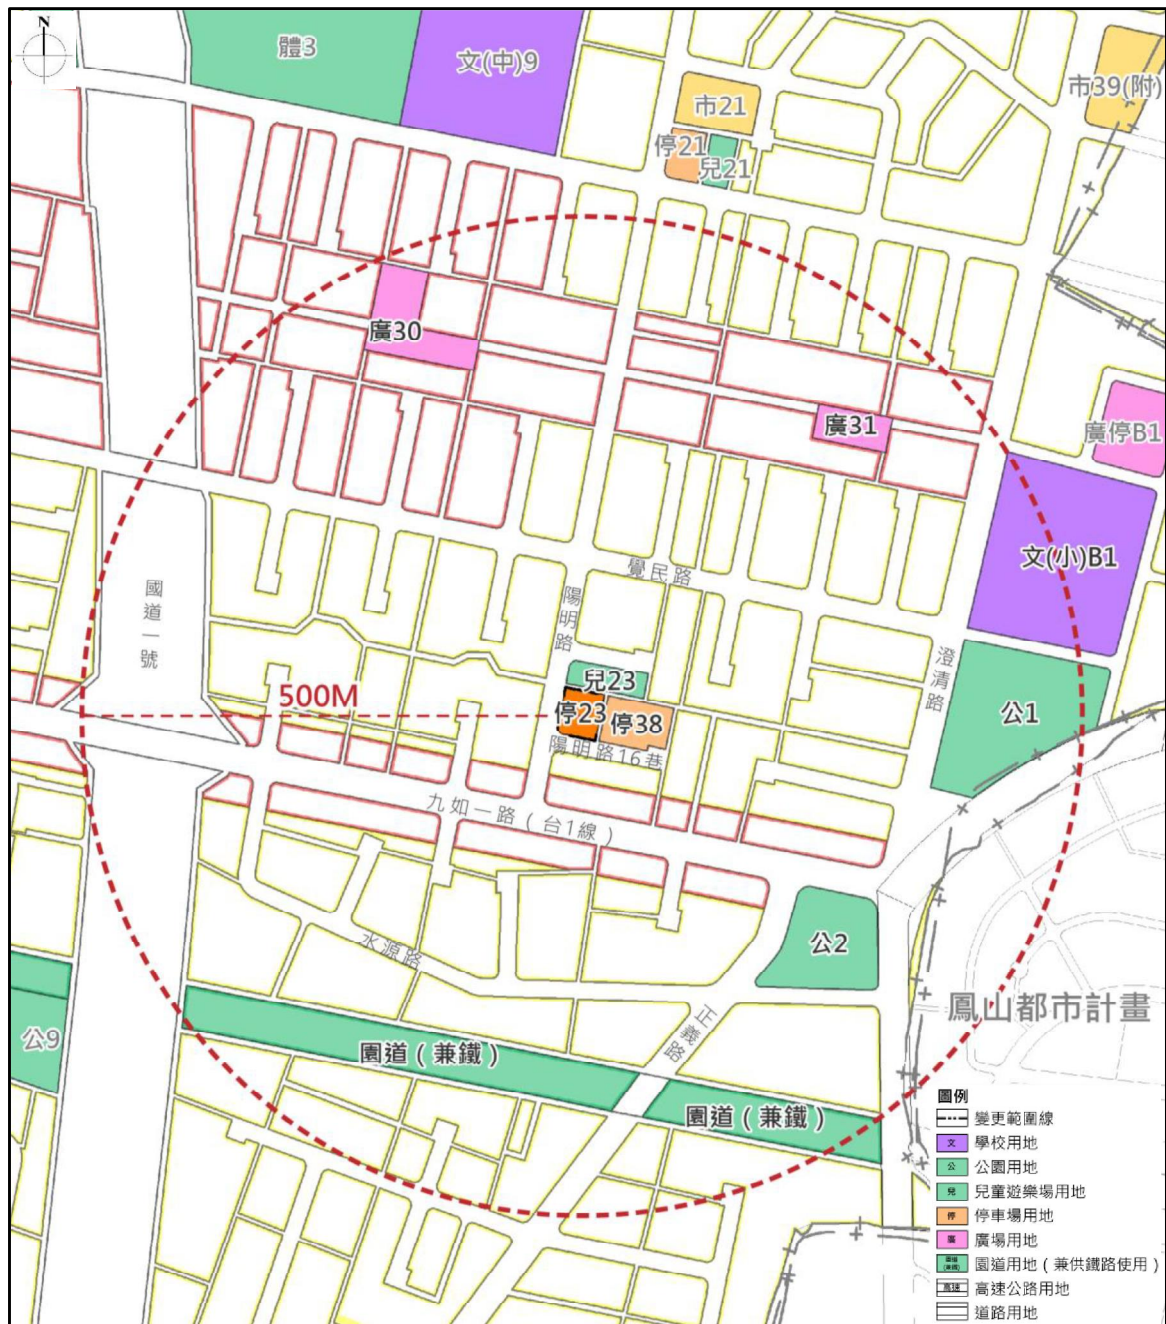 N
體3
文(中)9
市21
市39(附)
停21
兒21
廣30
廣31
廣停B1
文(小)B1
覺民路
陽明路
國道一號
澄清路
兒23
500M
停23
停38
公1
陽明路16巷
九如一路（台1線）
公2
水源路
正義路
鳳山都市計畫
公9
園道（兼鐵）
園道（兼鐵）
圖例
變更範圍線
文 學校用地
公 公園用地
兒 兒童遊樂場用地
停 停車場用地
廣 廣場用地
園道(兼鐵) 園道用地（兼供鐵路使用）
高速 高速公路用地
道路用地